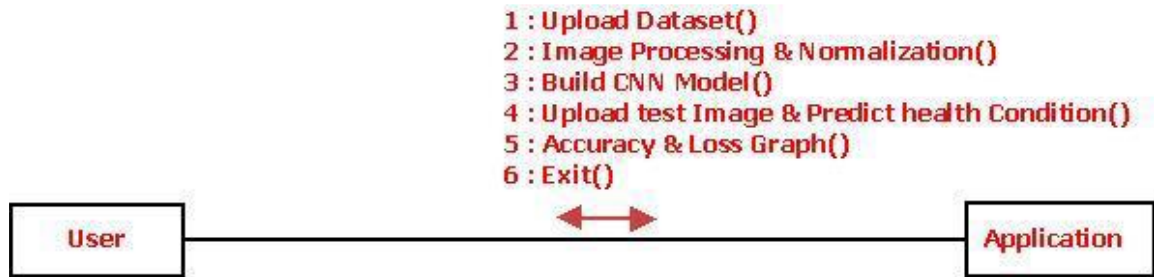 1 : Upload Dataset()
2 : Image Processing & Normalization()
3 : Build CNN Model()
4 : Upload test Image & Predict health Condition()
5 : Accuracy & Loss Graph()
6 : Exit()
User
Application